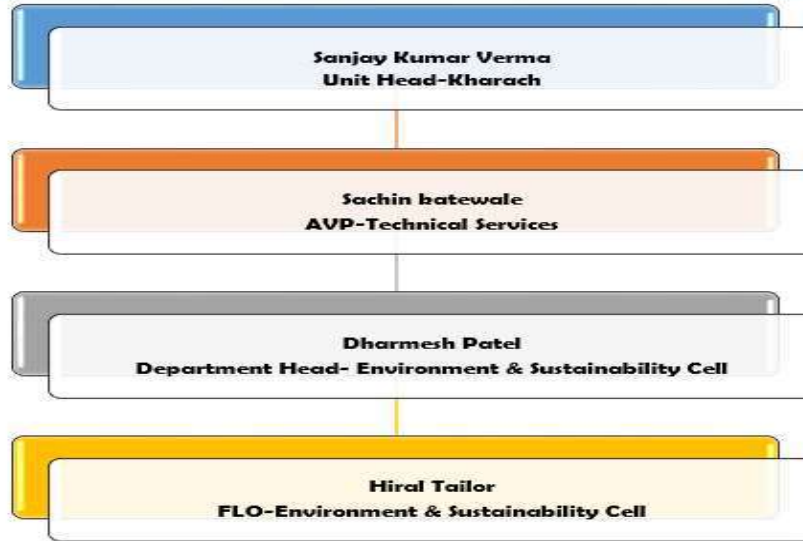 Sanjay Kumar Verma
Unit Head-Kharach
Sachin katewale
AVP-Technical Services
Dharmesh Patel
Department Head- Environment & Sustainability Cell
Hiral Tailor
FLO-Environment & Sustainability Cell